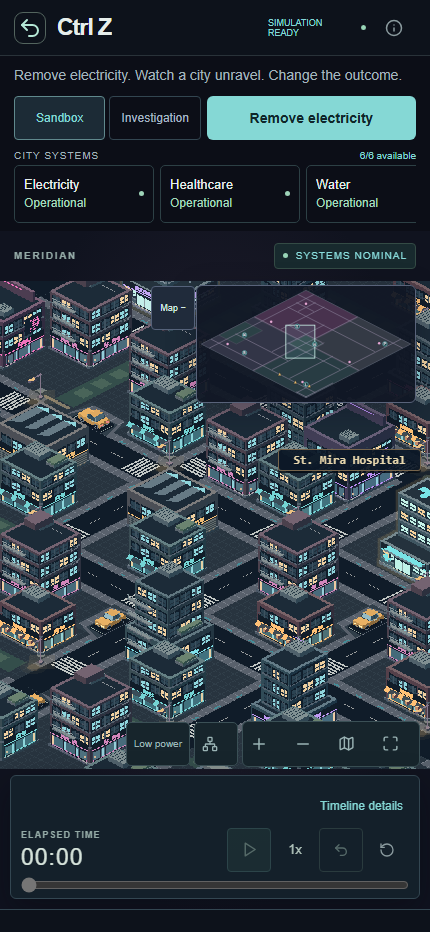 Ctrl Z
SIMULATION
READY
Remove electricity. Watch a city unravel. Change the outcome.
Sandbox
Investigation
Remove electricity
CITY SYSTEMS
6/6 available
Electricity
Operational
Healthcare
Operational
Water
Operational
MERIDIAN
SYSTEMS NOMINAL
Map −
St. Mira Hospital
Low power
Timeline details
ELAPSED TIME
00:00
1x